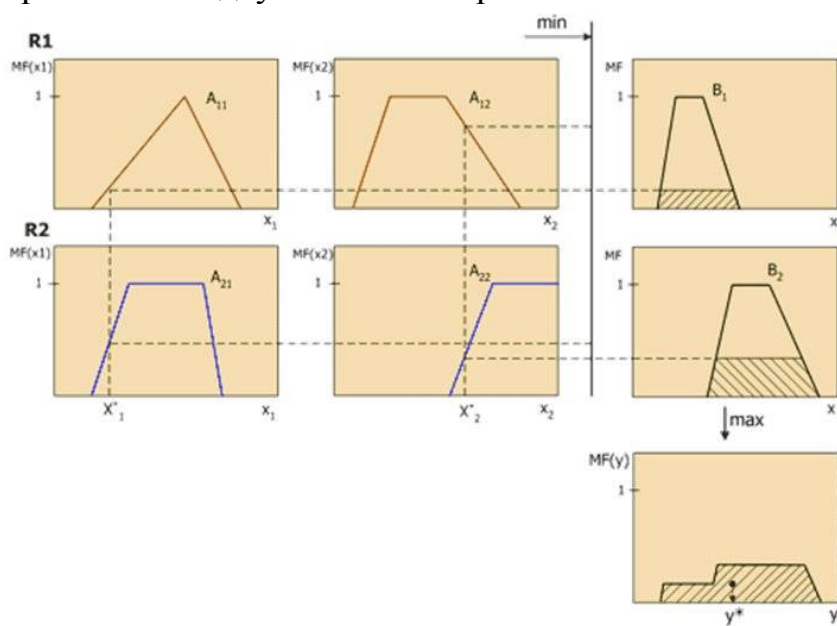 min
R1
MF(x1)
1
A11
x1
MF(x2)
1
A12
x2
MF
1
B1
x
R2
MF(x1)
1
A21
X*1
x1
MF(x2)
1
A22
X*2
x2
MF
1
B2
x
max
MF(y)
1
y*
y